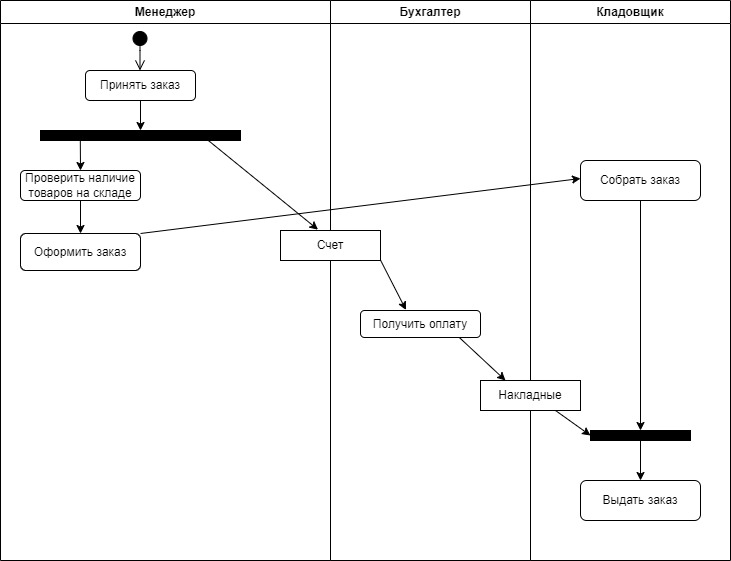 Менеджер
Бухгалтер
Кладовщик
Принять заказ
Проверить наличие
товаров на складе
Собрать заказ
Оформить заказ
Счет
Получить оплату
Накладные
Выдать заказ